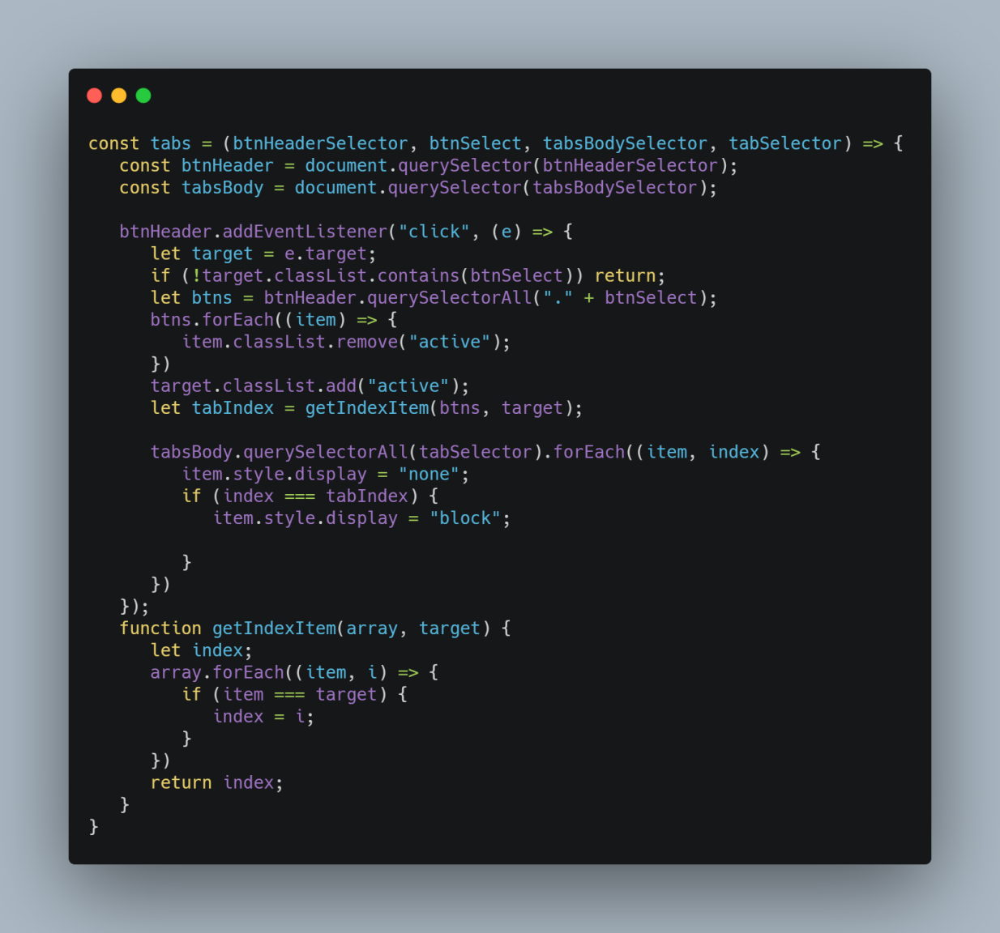 const tabs = (btnHeaderSelector, btnSelect, tabsBodySelector, tabSelector) => {
   const btnHeader = document.querySelector(btnHeaderSelector);
   const tabsBody = document.querySelector(tabsBodySelector);

   btnHeader.addEventListener("click", (e) => {
      let target = e.target;
      if (!target.classList.contains(btnSelect)) return;
      let btns = btnHeader.querySelectorAll("." + btnSelect);
      btns.forEach((item) => {
         item.classList.remove("active");
      })
      target.classList.add("active");
      let tabIndex = getIndexItem(btns, target);

      tabsBody.querySelectorAll(tabSelector).forEach((item, index) => {
         item.style.display = "none";
         if (index === tabIndex) {
            item.style.display = "block";

         }
      })
   });
   function getIndexItem(array, target) {
      let index;
      array.forEach((item, i) => {
         if (item === target) {
            index = i;
         }
      })
      return index;
   }
}